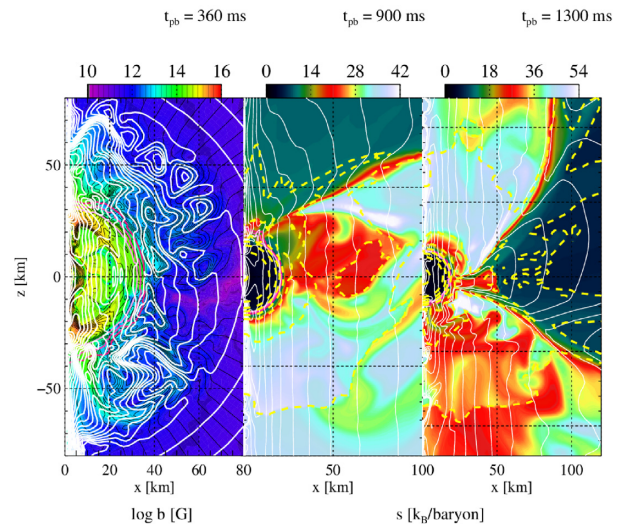 t_pb = 360 ms t_pb = 900 ms t_pb = 1300 ms
10 12 14 16 0 14 28 42 0 18 36 54
50
0
−50
z [km]
0 20 40 60 80 50 100 50 100
x [km] x [km] x [km]
log b [G] s [k_B/baryon]